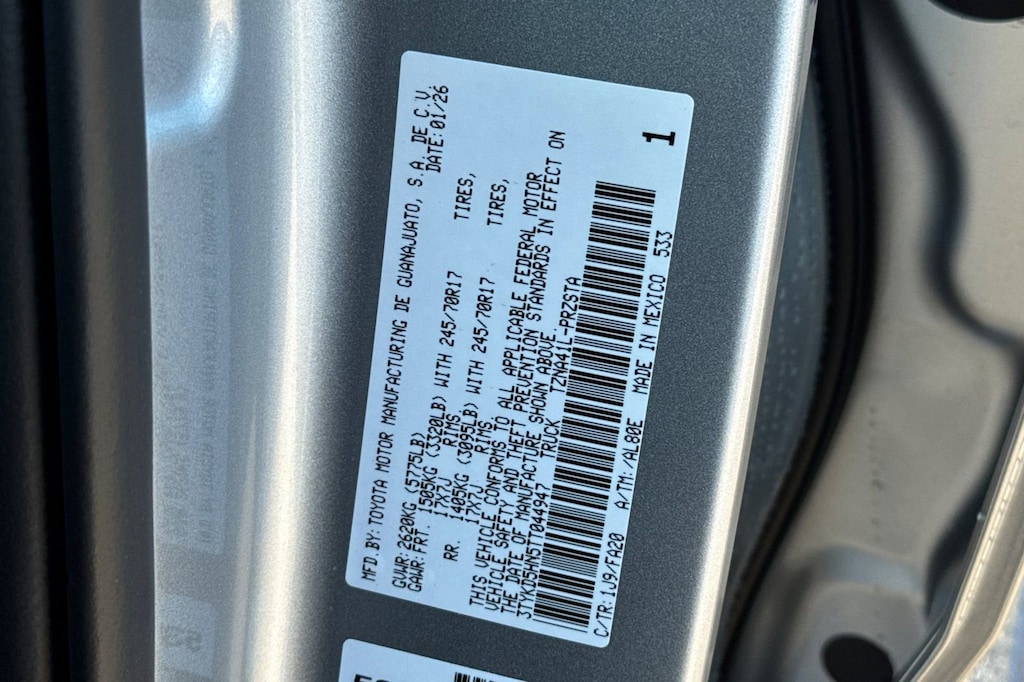 MFD. BY: TOYOTA MOTOR MANUFACTURING DE GUANAJUATO, S.A. DE C.V.
DATE: 01/26
GVWR: 2620KG (5775LB)
GAWR: FRT. 1505KG (3320LB) WITH 245/70R17 TIRES,
17X7J RIMS.
RR. 1405KG (3095LB) WITH 245/70R17 TIRES,
17X7J RIMS.
THIS VEHICLE CONFORMS TO ALL APPLICABLE FEDERAL MOTOR
VEHICLE SAFETY AND THEFT PREVENTION STANDARDS IN EFFECT ON
THE DATE OF MANUFACTURE SHOWN ABOVE.
3TYKD5HN5TT044947 TRUCK TZNA41L-PRZSTA
1
C/TR: 1J9/FA20 A/TM: /AL80E MADE IN MEXICO 533